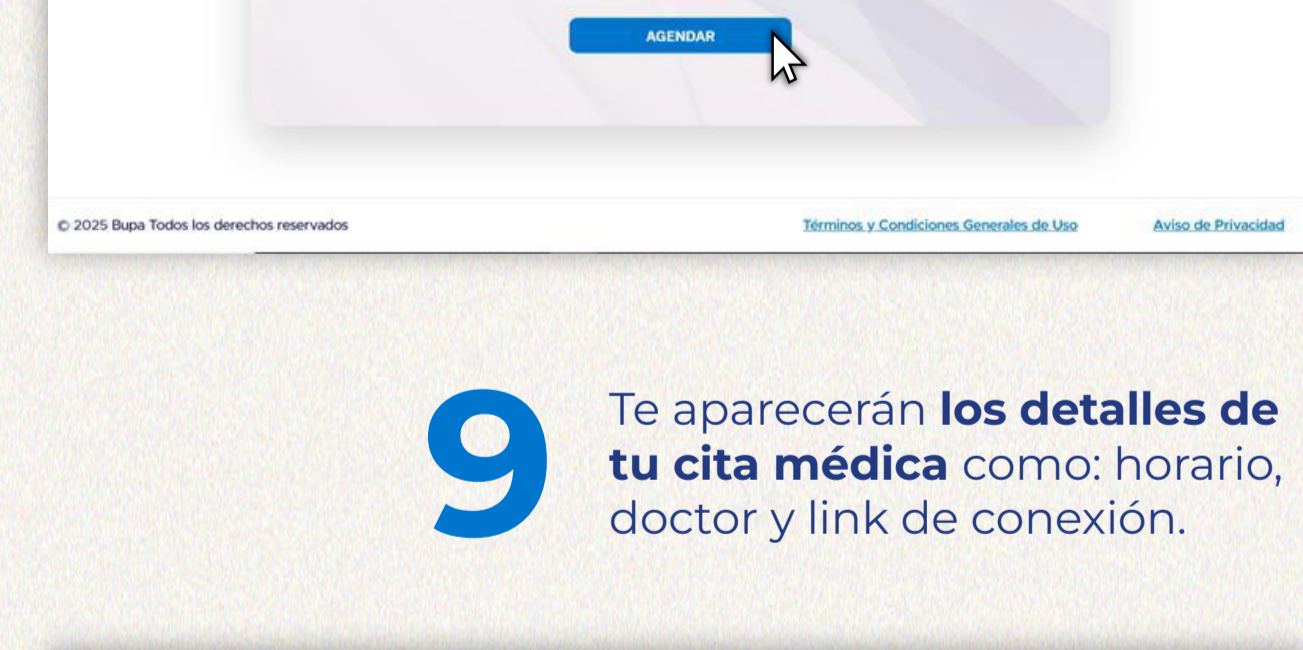 AGENDAR
© 2025 Bupa Todos los derechos reservados
Términos y Condiciones Generales de Uso
Aviso de Privacidad
9
Te aparecerán los detalles de
tu cita médica como: horario,
doctor y link de conexión.